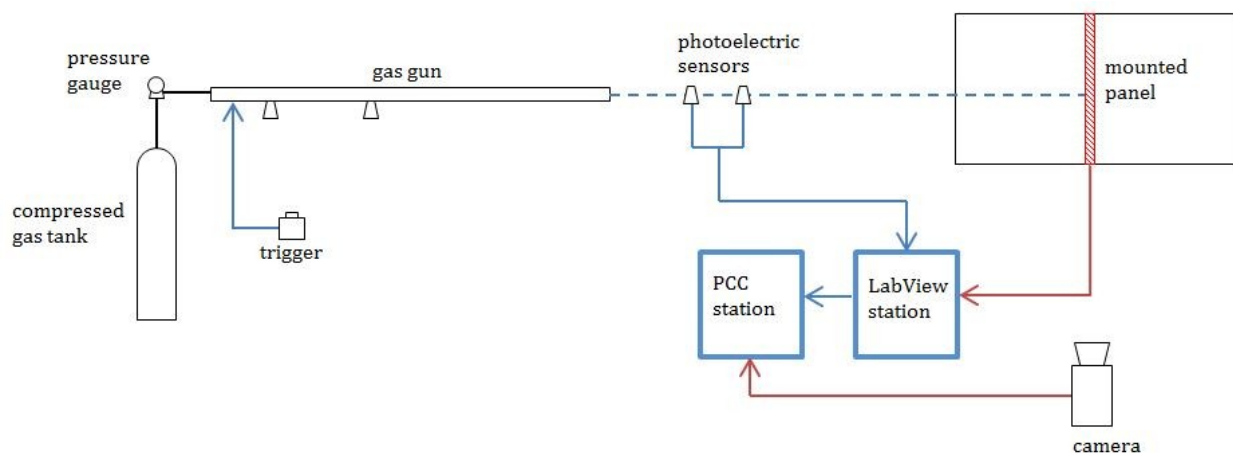 pressure
gauge
gas gun
photoelectric
sensors
mounted
panel
compressed
gas tank
trigger
PCC
station
LabView
station
camera